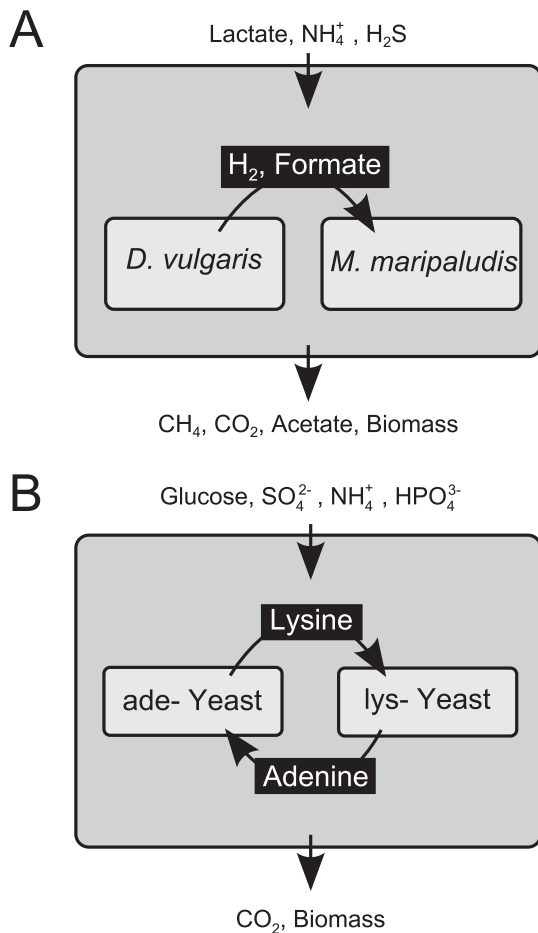 A
Lactate, NH₄⁺ , H₂S
H₂, Formate
D. vulgaris
M. maripaludis
CH₄, CO₂, Acetate, Biomass
B
Glucose, SO₄²⁻ , NH₄⁺ , HPO₄³⁻
Lysine
ade- Yeast
lys- Yeast
Adenine
CO₂, Biomass